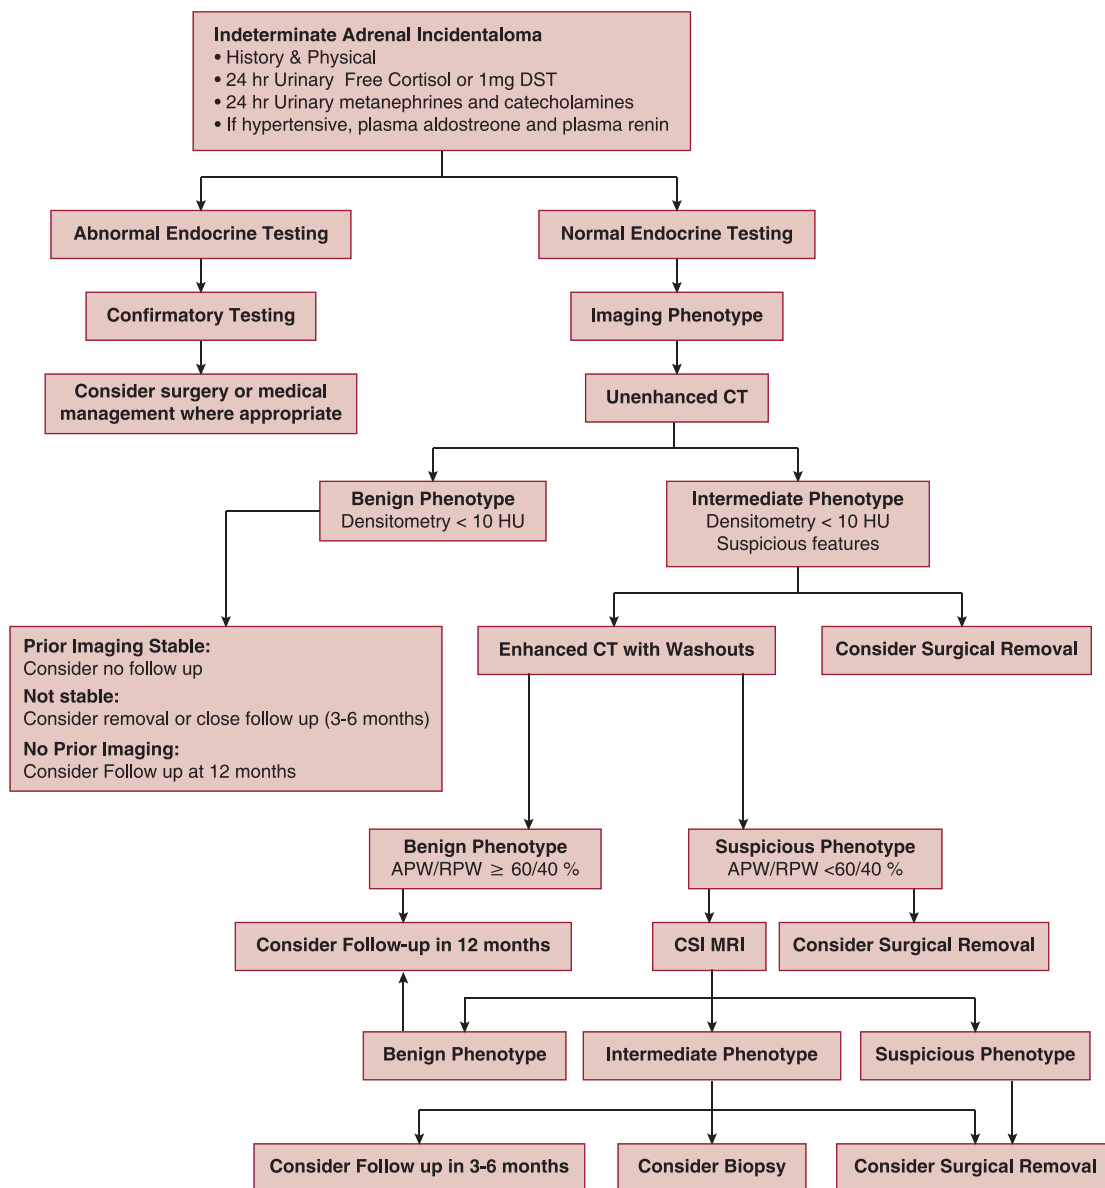 Indeterminate Adrenal Incidentaloma
• History & Physical
• 24 hr Urinary Free Cortisol or 1mg DST
• 24 hr Urinary metanephrines and catecholamines
• If hypertensive, plasma aldostreone and plasma renin
Abnormal Endocrine Testing
Normal Endocrine Testing
Confirmatory Testing
Imaging Phenotype
Consider surgery or medical
management where appropriate
Unenhanced CT
Benign Phenotype
Densitometry < 10 HU
Intermediate Phenotype
Densitometry < 10 HU
Suspicious features
Prior Imaging Stable:
Consider no follow up
Not stable:
Consider removal or close follow up (3-6 months)
No Prior Imaging:
Consider Follow up at 12 months
Enhanced CT with Washouts
Consider Surgical Removal
Benign Phenotype
APW/RPW ≥ 60/40 %
Suspicious Phenotype
APW/RPW <60/40 %
Consider Follow-up in 12 months
CSI MRI
Consider Surgical Removal
Benign Phenotype
Intermediate Phenotype
Suspicious Phenotype
Consider Follow up in 3-6 months
Consider Biopsy
Consider Surgical Removal